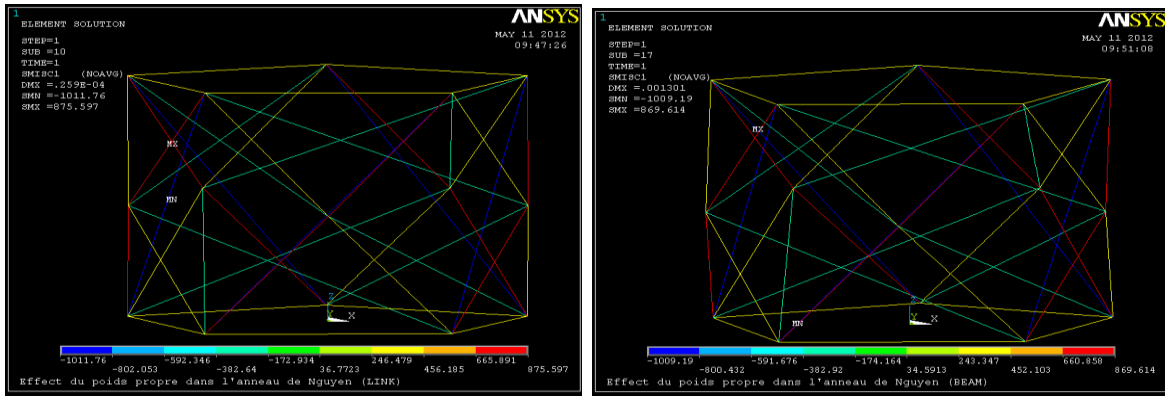 1
ELEMENT SOLUTION
STEP=1
SUB =10
TIME=1
SMISC1 (NOAVG)
DMX =.259E-04
SMN =-1011.76
SMX =875.597
ANSYS
MAY 11 2012
09:47:26
MX
MN
Z
Y X
-1011.76 -592.346 -172.934 246.479 665.891
-802.053 -382.64 36.7723 456.185 875.597
Effect du poids propre dans l'anneau de Nguyen (LINK)
1
ELEMENT SOLUTION
STEP=1
SUB =17
TIME=1
SMISC1 (NOAVG)
DMX =.001301
SMN =-1009.19
SMX =869.614
ANSYS
MAY 11 2012
09:51:08
MX
MN
Z
Y X
-1009.19 -591.676 -174.164 243.347 660.858
-800.432 -382.92 34.5913 452.103 869.614
Effect du poids propre dans l'anneau de Nguyen (BEAM)